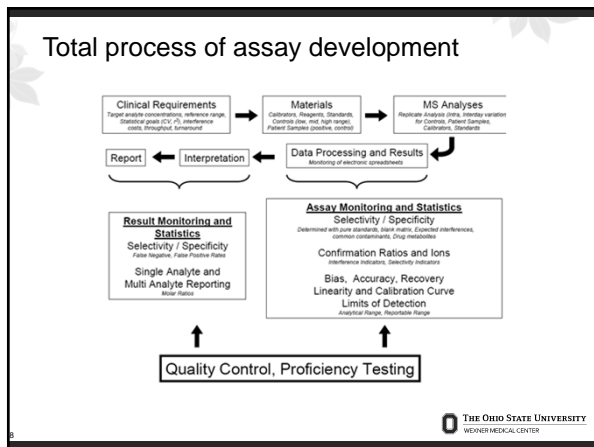 Total process of assay development
Clinical Requirements
Target analyte concentrations, reference range,
Statistical goals (CV, r²), interference
costs, throughput, turnaround
Materials
Calibrators, Reagents, Standards,
Controls (low, mid, high range),
Patient Samples (positive, control)
MS Analyses
Replicate Analysis (Intra, Interday variation
for Controls, Patient Samples,
Calibrators, Standards
Report
Interpretation
Data Processing and Results
Monitoring of electronic spreadsheets
Result Monitoring and
Statistics
Selectivity / Specificity
False Negative, False Positive Rates
Single Analyte and
Multi Analyte Reporting
Molar Ratios
Assay Monitoring and Statistics
Selectivity / Specificity
Determined with pure standards, blank matrix, Expected interferences,
common contaminants, Drug metabolites
Confirmation Ratios and Ions
Interference Indicators, Selectivity Indicators
Bias, Accuracy, Recovery
Linearity and Calibration Curve
Limits of Detection
Analytical Range, Reportable Range
Quality Control, Proficiency Testing
THE OHIO STATE UNIVERSITY
WEXNER MEDICAL CENTER
8